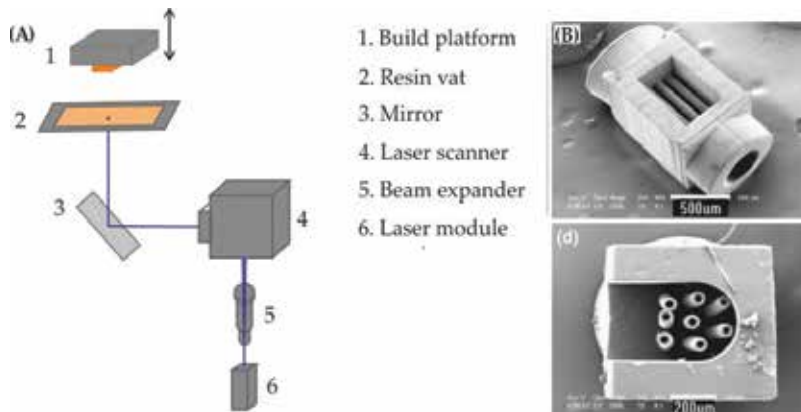 (A)
1
2
3
4
5
6
1. Build platform
2. Resin vat
3. Mirror
4. Laser scanner
5. Beam expander
6. Laser module
(B)
500um
(d)
200um